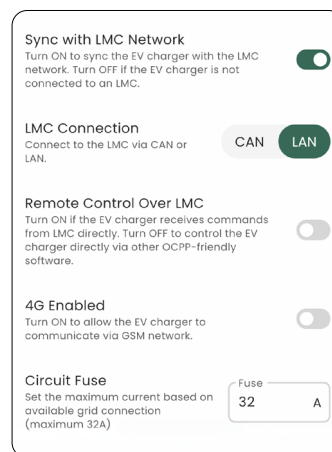 Sync with LMC Network
Turn ON to sync the EV charger with the LMC
network. Turn OFF if the EV charger is not
connected to an LMC.
LMC Connection
Connect to the LMC via CAN or
LAN.
CAN LAN
Remote Control Over LMC
Turn ON if the EV charger receives commands
from LMC directly. Turn OFF to control the EV
charger directly via other OCPP-friendly
software.
4G Enabled
Turn ON to allow the EV charger to
communicate via GSM network.
Circuit Fuse
Set the maximum current based on
available grid connection
(maximum 32A)
Fuse
32 A